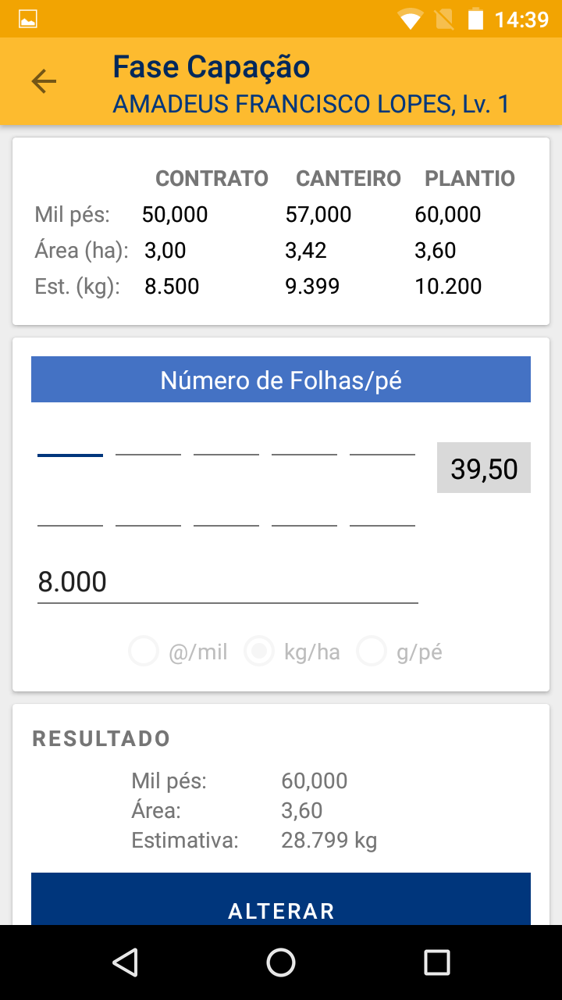 14:39
Fase Capação
AMADEUS FRANCISCO LOPES, Lv. 1
CONTRATO CANTEIRO PLANTIO
Mil pés: 50,000 57,000 60,000
Área (ha): 3,00 3,42 3,60
Est. (kg): 8.500 9.399 10.200
Número de Folhas/pé
39,50
8.000
@/mil kg/ha g/pé
RESULTADO
Mil pés: 60,000
Área: 3,60
Estimativa: 28.799 kg
ALTERAR